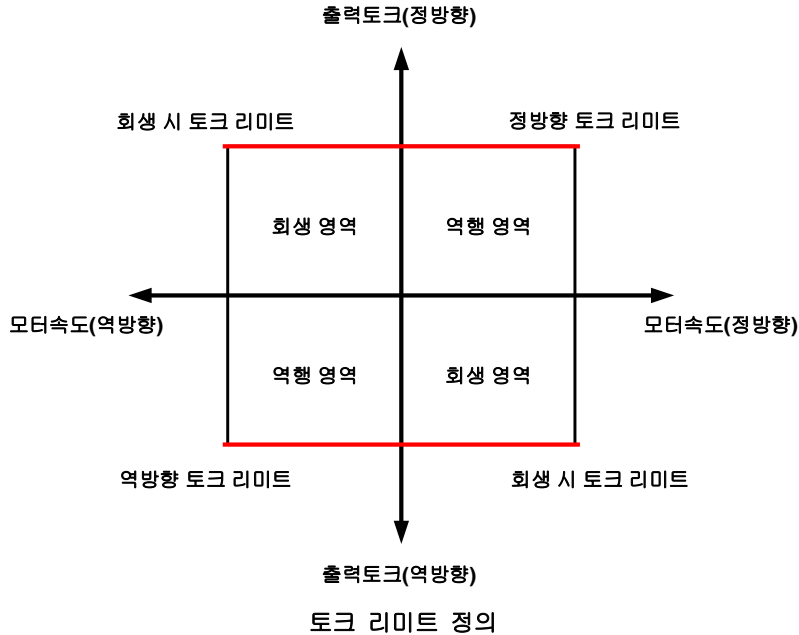 출력토크(정방향)
회생 시 토크 리미트
정방향 토크 리미트
회생 영역
역행 영역
모터속도(역방향)
모터속도(정방향)
역행 영역
회생 영역
역방향 토크 리미트
회생 시 토크 리미트
출력토크(역방향)
토크 리미트 정의